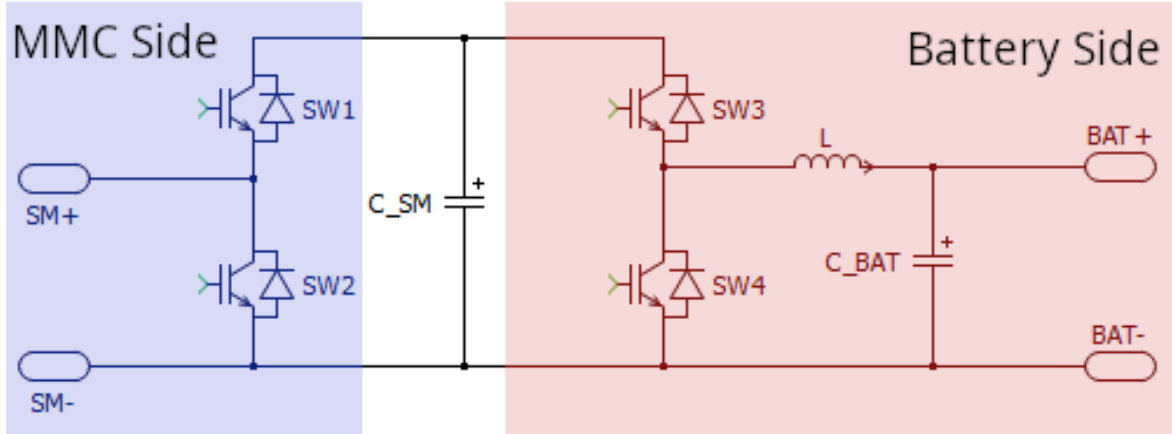 MMC Side
Battery Side
SW1
SW3
L
BAT+
SM+
C_SM
+
C_BAT
+
SW2
SW4
BAT-
SM-